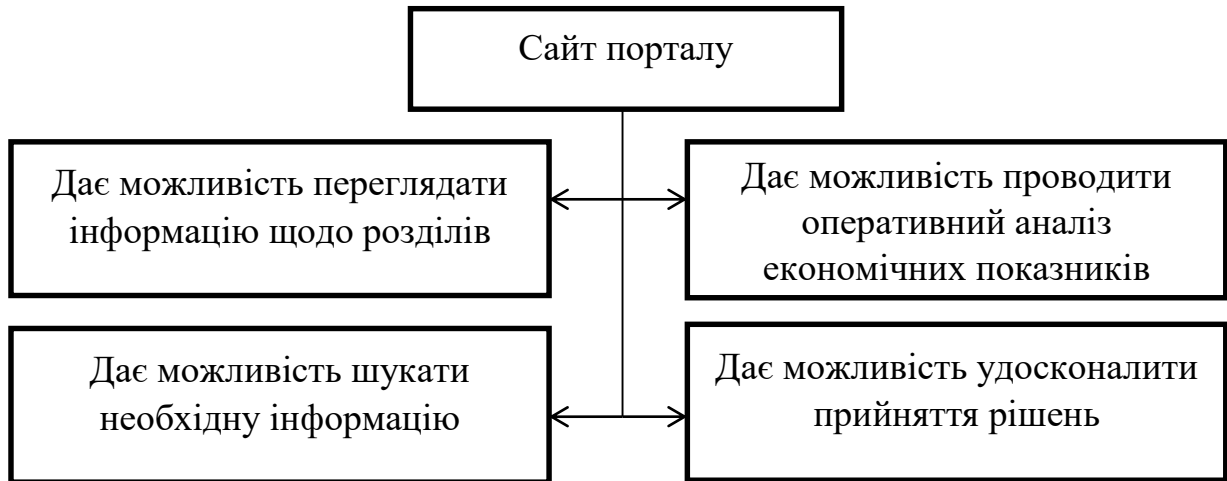 Сайт порталу
Дає можливість переглядати
інформацію щодо розділів
Дає можливість проводити
оперативний аналіз
економічних показників
Дає можливість шукати
необхідну інформацію
Дає можливість удосконалити
прийняття рішень